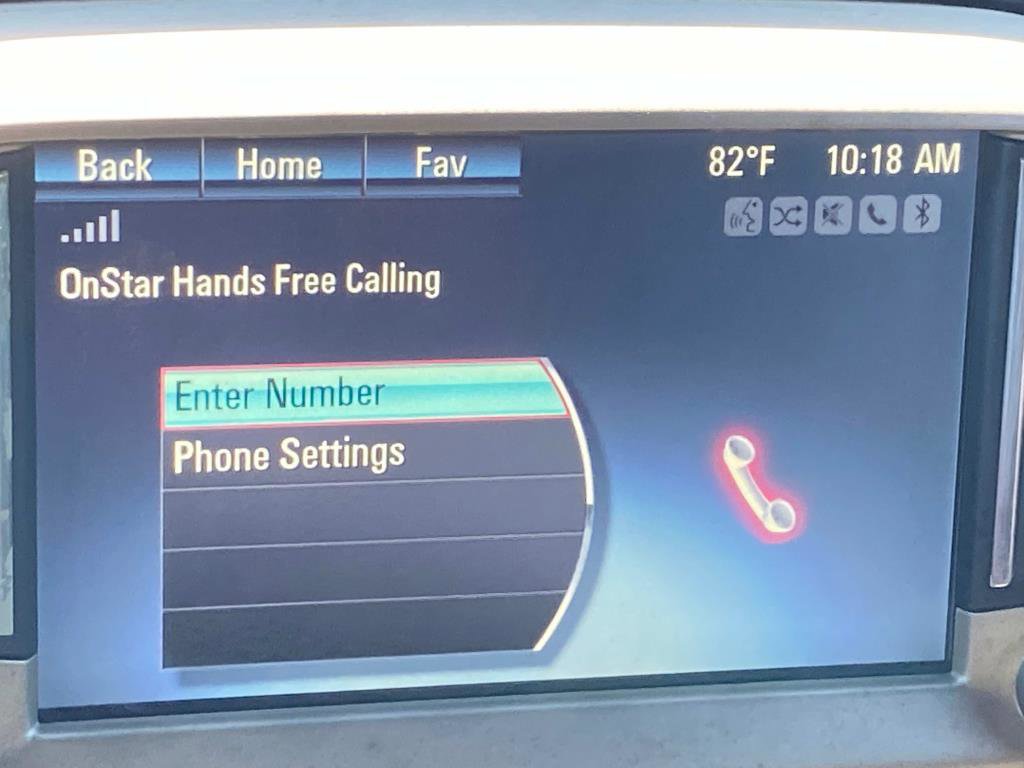 Back Home Fav 82°F 10:18 AM
OnStar Hands Free Calling
Enter Number
Phone Settings